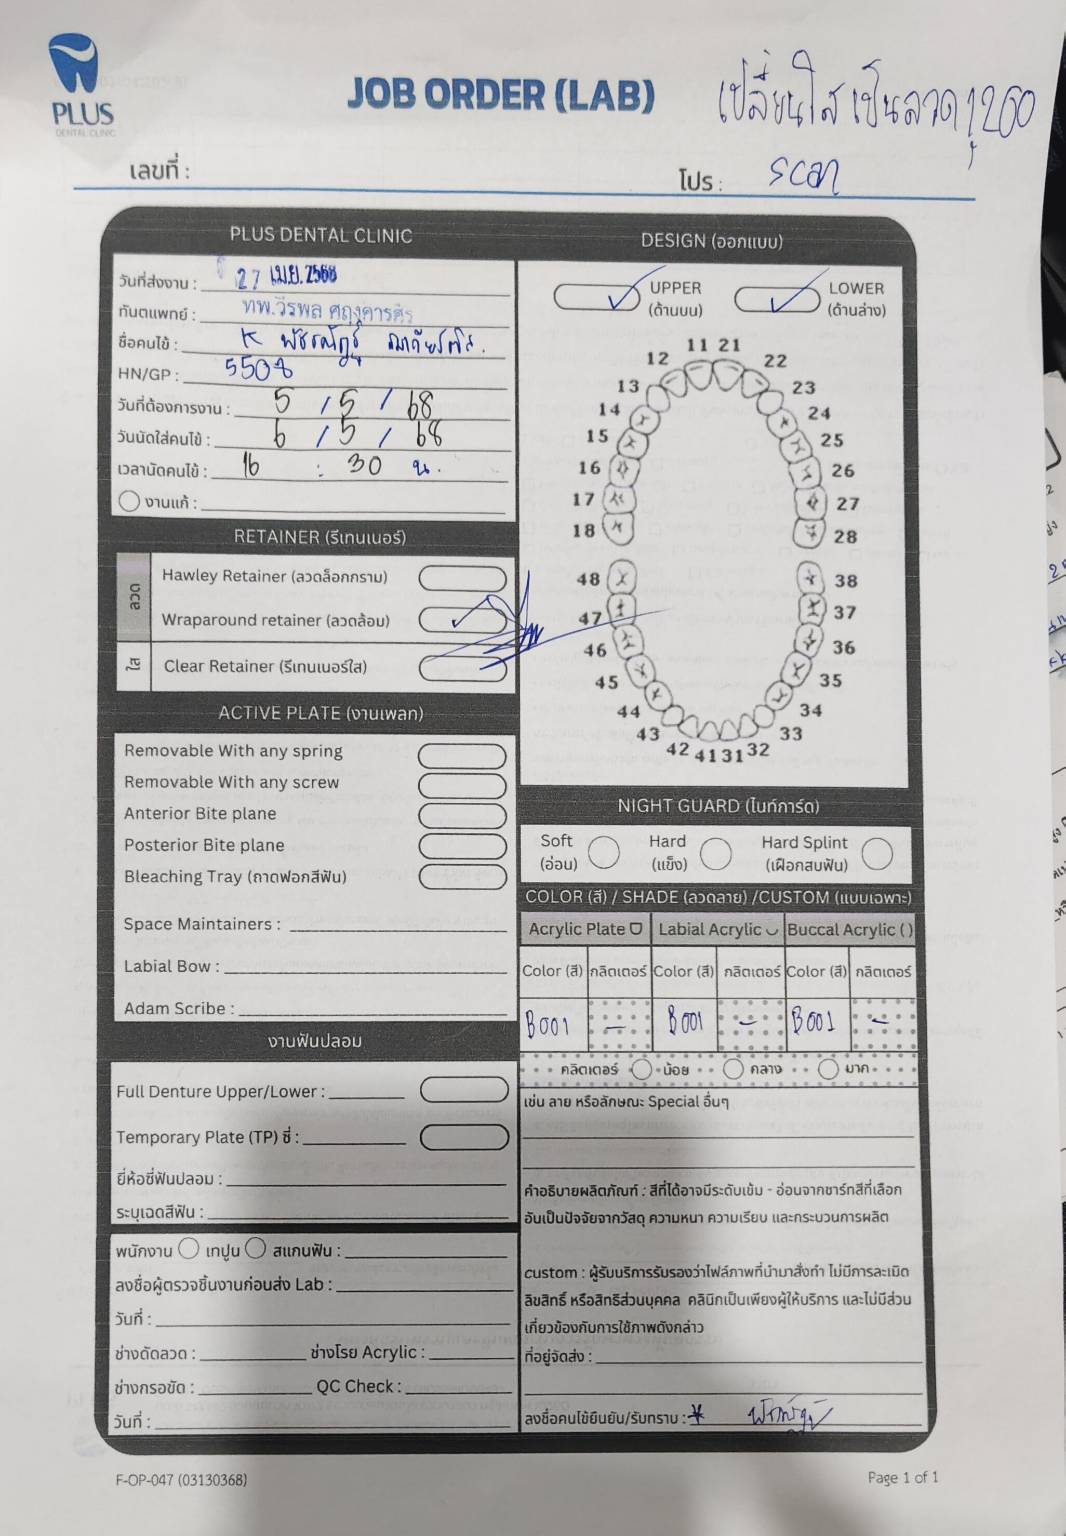 PLUS
DENTAL CLINIC
JOB ORDER (LAB)
เปลี่ยนใส เป็นลวด 1200
เลขที่ :
โปร : scan
PLUS DENTAL CLINIC
วันที่ส่งงาน : 27 เม.ย. 2568
ทันตแพทย์ : ทพ.วีรพล
ชื่อคนไข้ : K
HN/GP : 5508
วันที่ต้องการงาน : 5 / 5 / 68
วันนัดใส่คนไข้ : 6 / 5 / 68
เวลานัดคนไข้ : 16 : 30 น.
งานแก้ :
DESIGN (ออกแบบ)
UPPER (ด้านบน)
LOWER (ด้านล่าง)
11 21
12 22
13 23
14 24
15 25
16 26
17 27
18 28
48 38
47 37
46 36
45 35
44 34
43 33
42 41 31 32
RETAINER (รีเทนเนอร์)
ลวด
Hawley Retainer (ลวดล็อกกราม)
Wraparound retainer (ลวดล้อม)
ใส
Clear Retainer (รีเทนเนอร์ใส)
ACTIVE PLATE (งานเพลท)
Removable With any spring
Removable With any screw
Anterior Bite plane
Posterior Bite plane
Bleaching Tray (ถาดฟอกสีฟัน)
Space Maintainers :
Labial Bow :
Adam Scribe :
งานฟันปลอม
Full Denture Upper/Lower :
Temporary Plate (TP) ซี่ :
ยี่ห้อซี่ฟันปลอม :
ระบุเฉดสีฟัน :
พนักงาน เทปูน สแกนฟัน :
ลงชื่อผู้ตรวจชิ้นงานก่อนส่ง Lab :
วันที่ :
ช่างดัดลวด : ช่างโรย Acrylic :
ช่างกรอขัด : QC Check :
วันที่ :
NIGHT GUARD (ไนท์การ์ด)
Soft (อ่อน)
Hard (แข็ง)
Hard Splint (เฝือกสบฟัน)
COLOR (สี) / SHADE (ลวดลาย) /CUSTOM (แบบเฉพาะ)
Acrylic Plate Labial Acrylic Buccal Acrylic ( )
Color (สี) กลิตเตอร์ Color (สี) กลิตเตอร์ Color (สี) กลิตเตอร์
B001 – B001 – B001 –
กลิตเตอร์ น้อย กลาง มาก
เช่น ลาย หรือลักษณะ Special อื่นๆ
คำอธิบายผลิตภัณฑ์ : สีที่ได้อาจมีระดับเข้ม - อ่อนจากชาร์ทสีที่เลือก
อันเป็นปัจจัยจากวัสดุ ความหนา ความเรียบ และกระบวนการผลิต
custom : ผู้รับบริการรับรองว่าไฟล์ภาพที่นำมาสั่งทำ ไม่มีการละเมิด
ลิขสิทธิ์ หรือสิทธิส่วนบุคคล คลินิกเป็นเพียงผู้ให้บริการ และไม่มีส่วน
เกี่ยวข้องกับการใช้ภาพดังกล่าว
ที่อยู่จัดส่ง :
ลงชื่อคนไข้ยืนยัน/รับทราบ :
F-OP-047 (03130368)
Page 1 of 1